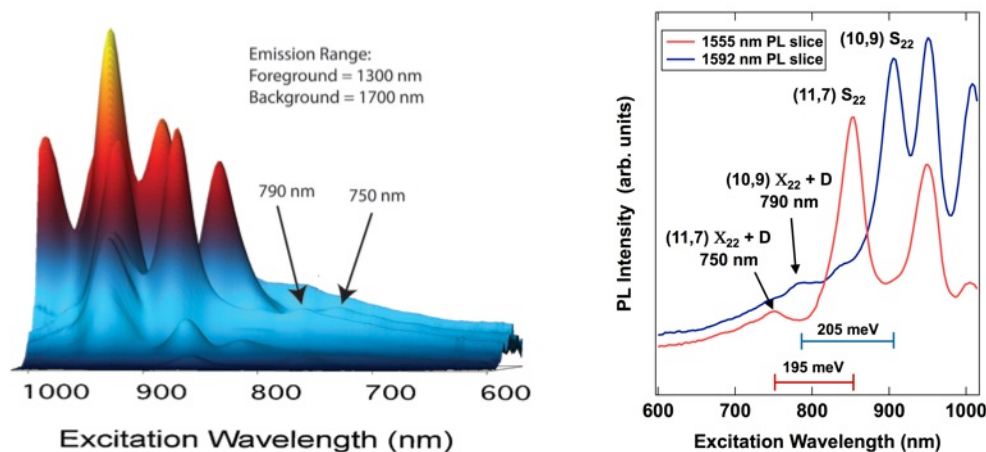 Emission Range:
Foreground = 1300 nm
Background = 1700 nm
790 nm
750 nm
1000
900
800
700
600
Excitation Wavelength (nm)
1555 nm PL slice
1592 nm PL slice
(10,9) S₂₂
(11,7) S₂₂
(10,9) X₂₂ + D
790 nm
(11,7) X₂₂ + D
750 nm
205 meV
195 meV
PL Intensity (arb. units)
600
700
800
900
1000
Excitation Wavelength (nm)